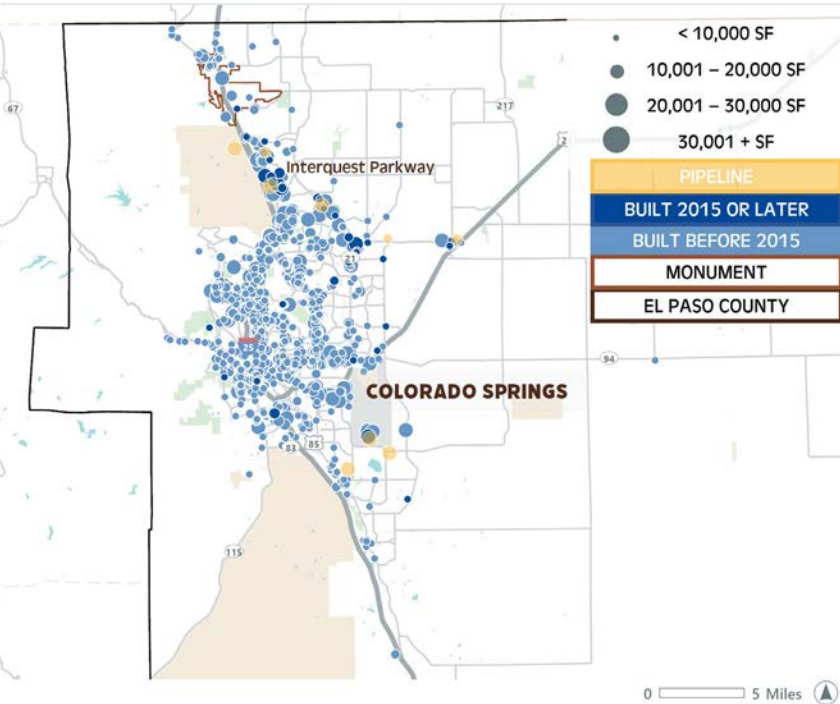 < 10,000 SF
10,001 – 20,000 SF
20,001 – 30,000 SF
30,001 + SF
PIPELINE
BUILT 2015 OR LATER
BUILT BEFORE 2015
MONUMENT
EL PASO COUNTY
67
217
2
Interquest Parkway
21
25
94
COLORADO SPRINGS
83
85
115
0
5 Miles